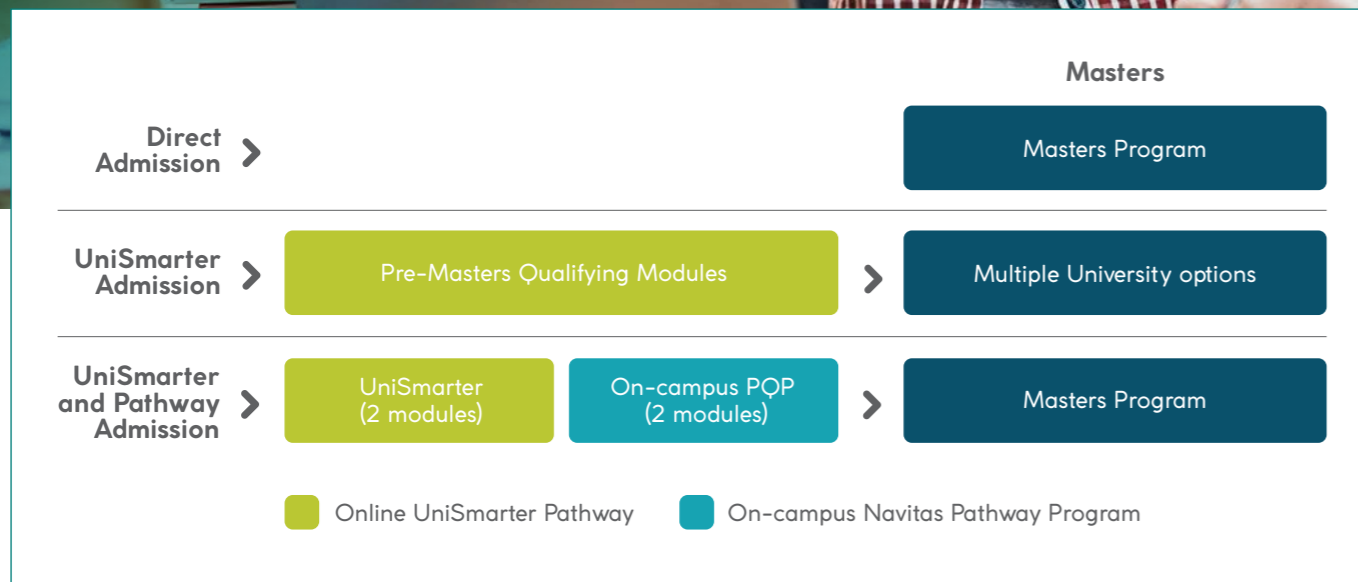 Masters
Direct
Admission
Masters Program
UniSmarter
Admission
Pre-Masters Qualifying Modules
Multiple University options
UniSmarter
and Pathway
Admission
UniSmarter
(2 modules)
On-campus PQP
(2 modules)
Masters Program
Online UniSmarter Pathway
On-campus Navitas Pathway Program